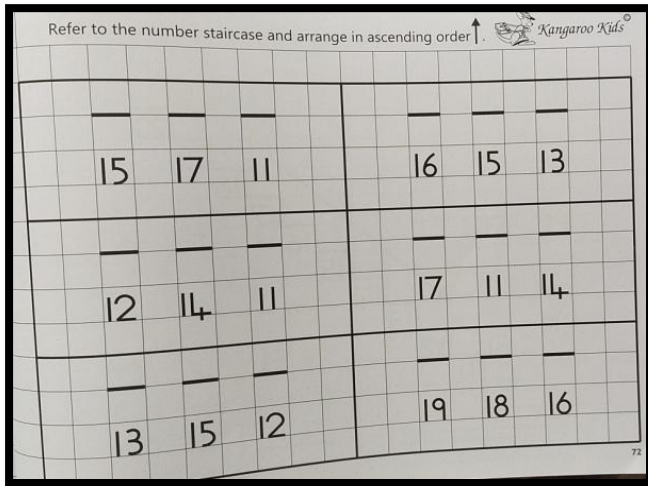 Refer to the number staircase and arrange in ascending order ↑.
Kangaroo Kids©
15 17 11
16 15 13
12 14 11
17 11 14
13 15 12
19 18 16
72